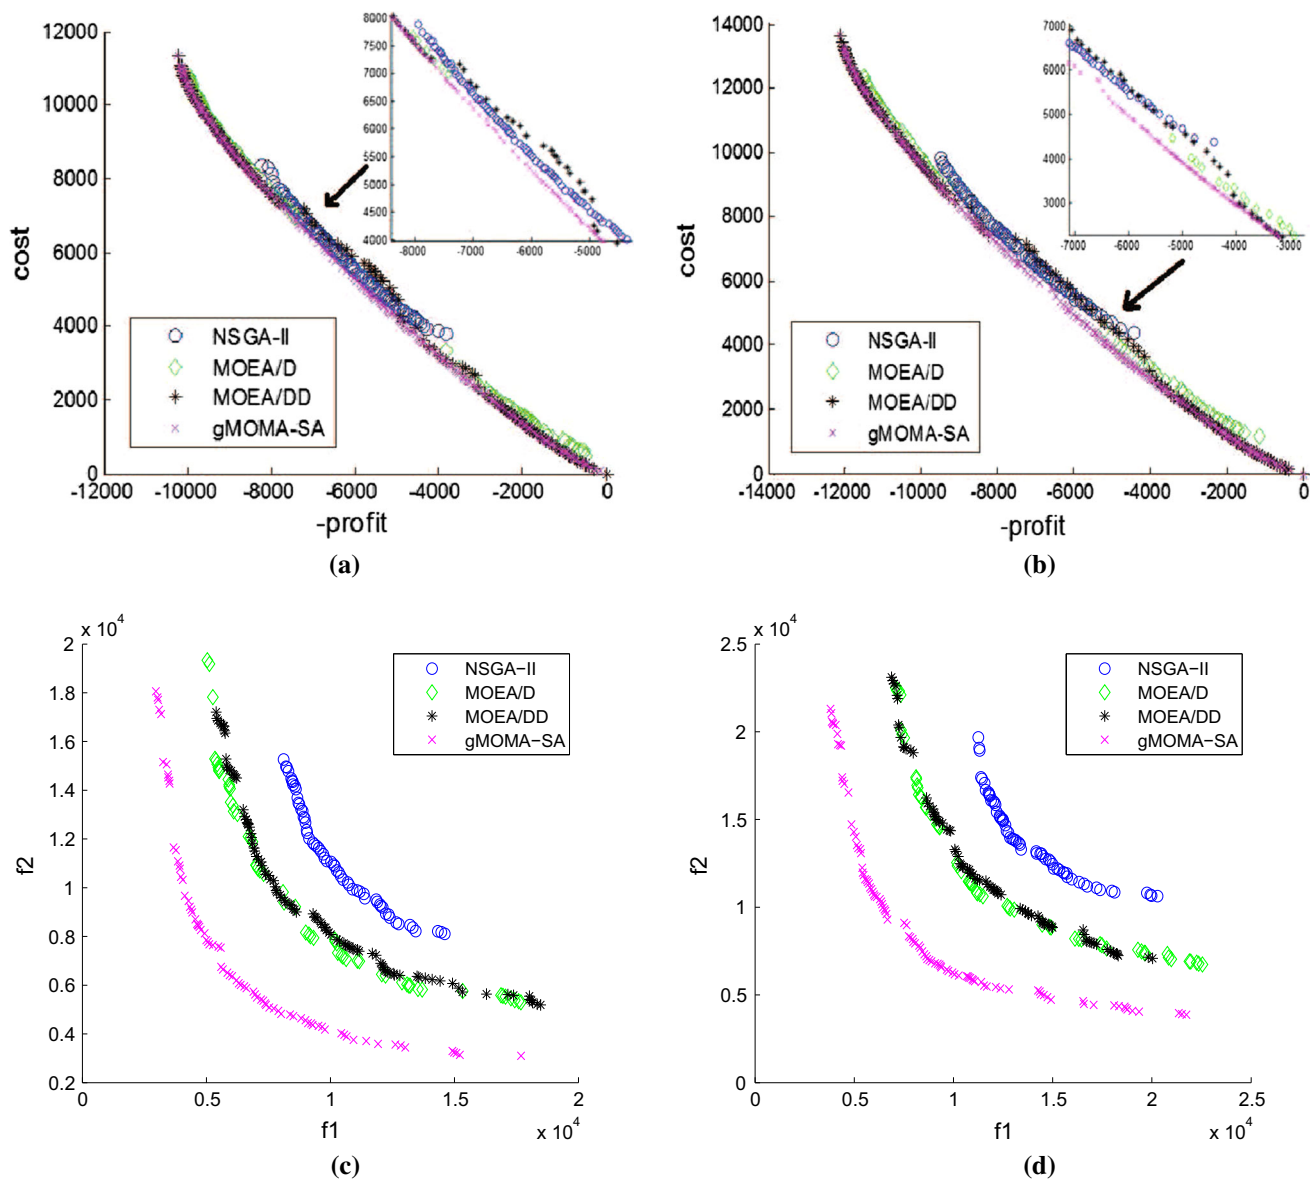 12000
10000
8000
6000
4000
2000
0
cost
-12000 -10000 -8000 -6000 -4000 -2000 0
-profit
8000
7500
7000
6500
6000
5500
5000
4500
4000
-8000 -7000 -6000 -5000
NSGA-II
MOEA/D
MOEA/DD
gMOMA-SA
(a)
14000
12000
10000
8000
6000
4000
2000
0
cost
-14000 -12000 -10000 -8000 -6000 -4000 -2000 0
-profit
7000
6000
5000
4000
3000
-7000 -6000 -5000 -4000 -3000
NSGA-II
MOEA/D
MOEA/DD
gMOMA-SA
(b)
x 10^4
2
1.8
1.6
1.4
1.2
1
0.8
0.6
0.4
0.2
f2
0 0.5 1 1.5 2
f1
x 10^4
NSGA−II
MOEA/D
MOEA/DD
gMOMA−SA
(c)
x 10^4
2.5
2
1.5
1
0.5
0
f2
0 0.5 1 1.5 2 2.5
f1
x 10^4
NSGA−II
MOEA/D
MOEA/DD
gMOMA−SA
(d)